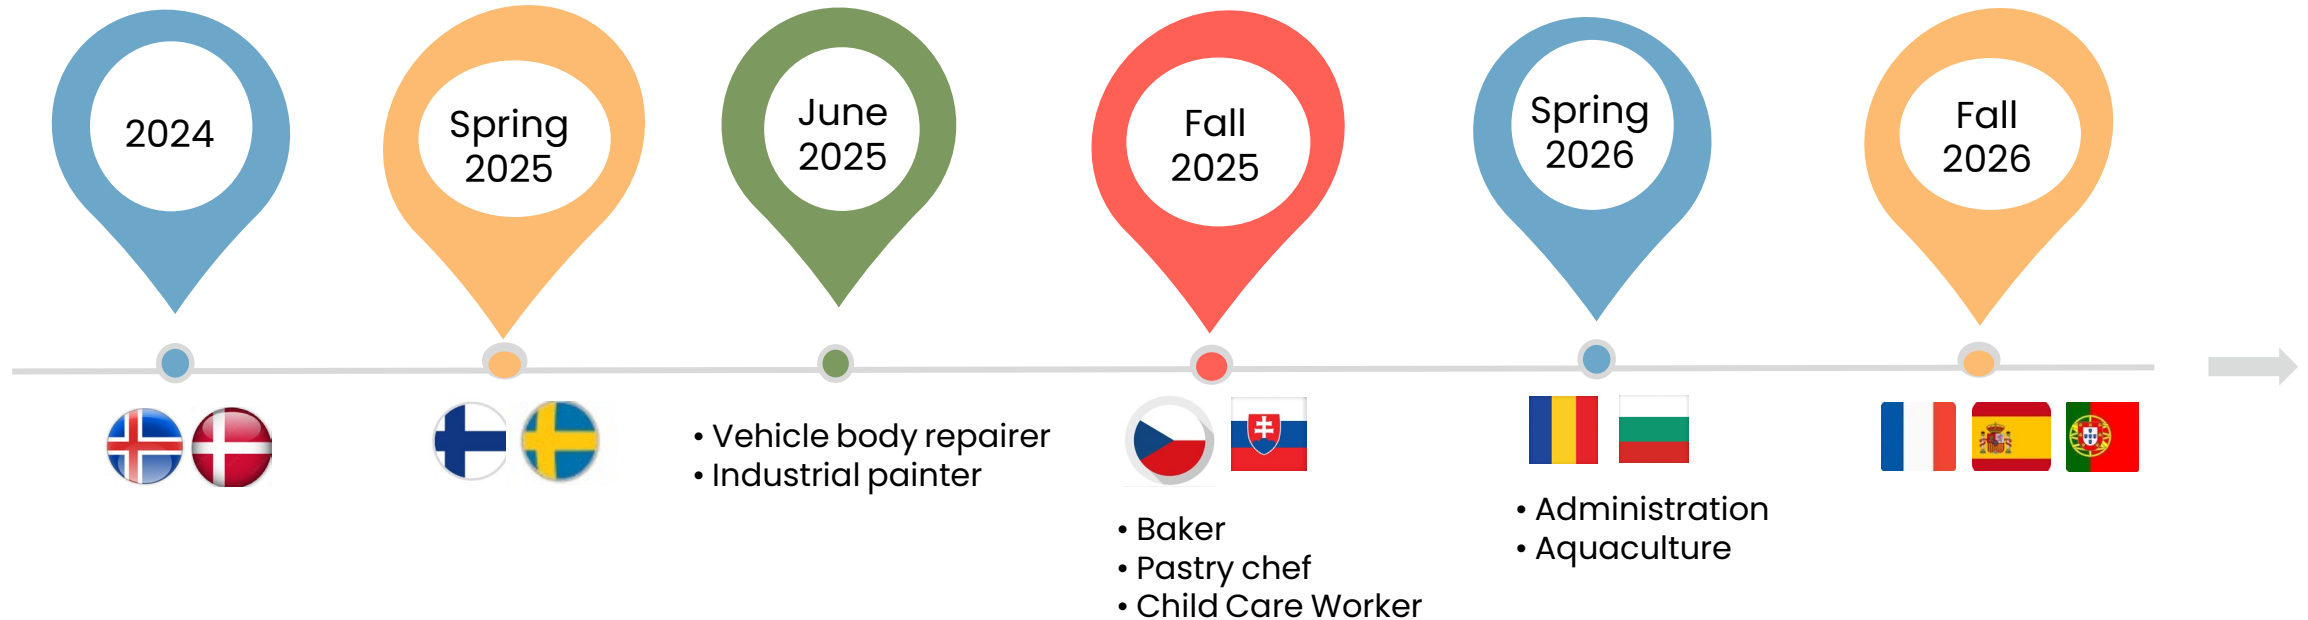 2024
Spring
2025
June
2025
Fall
2025
Spring
2026
Fall
2026
• Vehicle body repairer
• Industrial painter
• Baker
• Pastry chef
• Child Care Worker
• Administration
• Aquaculture